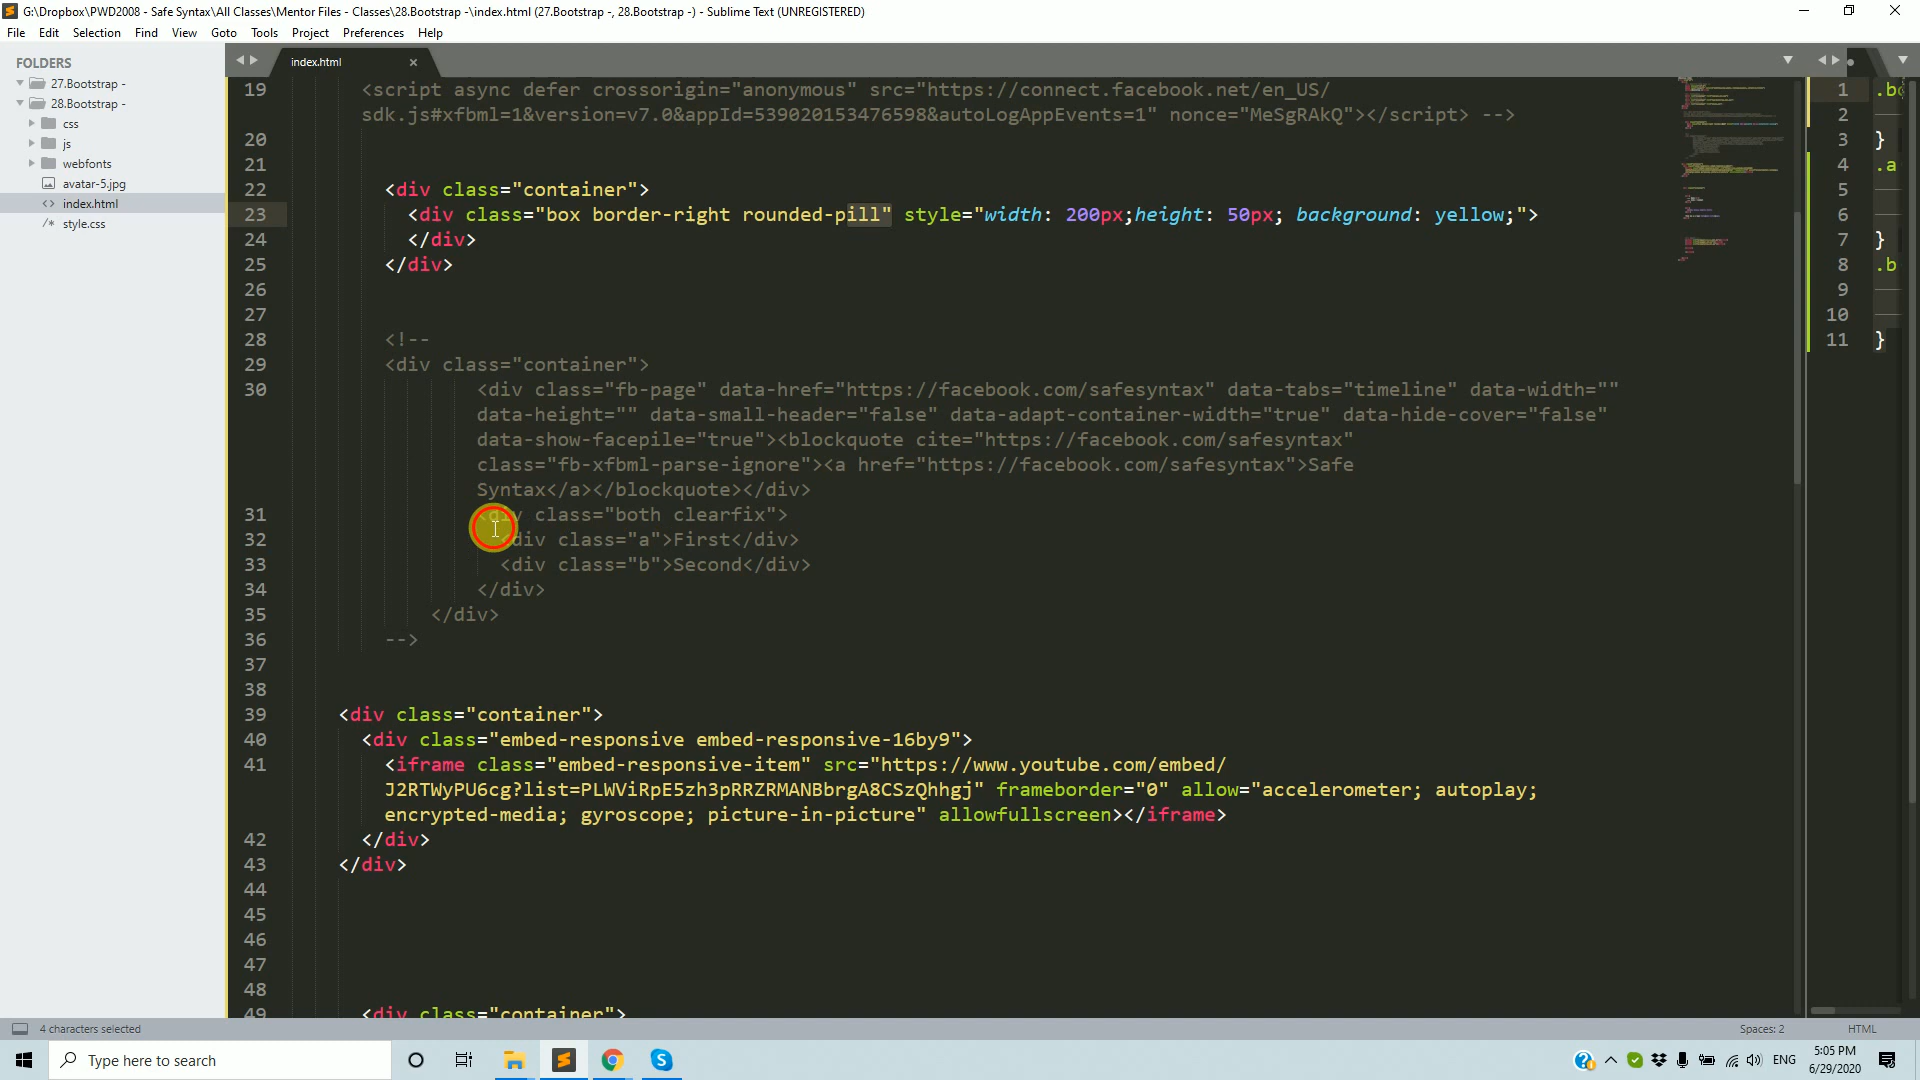 G:\Dropbox\PWD2008 - Safe Syntax\All Classes\Mentor Files - Classes\28.Bootstrap -\index.html (27.Bootstrap -, 28.Bootstrap -) - Sublime Text (UNREGISTERED)
File Edit Selection Find View Goto Tools Project Preferences Help
FOLDERS
27.Bootstrap -
28.Bootstrap -
css
js
webfonts
avatar-5.jpg
<> index.html
/* style.css
index.html
19 <script async defer crossorigin="anonymous" src="https://connect.facebook.net/en_US/
sdk.js#xfbml=1&version=v7.0&appId=539020153476598&autoLogAppEvents=1" nonce="MeSgRAkQ"></script> -->
20
21
22 <div class="container">
23 <div class="box border-right rounded-pill" style="width: 200px;height: 50px; background: yellow;">
24 </div>
25 </div>
26
27
28 <!--
29 <div class="container">
30 <div class="fb-page" data-href="https://facebook.com/safesyntax" data-tabs="timeline" data-width=""
data-height="" data-small-header="false" data-adapt-container-width="true" data-hide-cover="false"
data-show-facepile="true"><blockquote cite="https://facebook.com/safesyntax"
class="fb-xfbml-parse-ignore"><a href="https://facebook.com/safesyntax">Safe
Syntax</a></blockquote></div>
31 <div class="both clearfix">
32 <div class="a">First</div>
33 <div class="b">Second</div>
34 </div>
35 </div>
36 -->
37
38
39 <div class="container">
40 <div class="embed-responsive embed-responsive-16by9">
41 <iframe class="embed-responsive-item" src="https://www.youtube.com/embed/
J2RTWyPU6cg?list=PLWViRpE5zh3pRRZRMANBbrgA8CSzQhhgj" frameborder="0" allow="accelerometer; autoplay;
encrypted-media; gyroscope; picture-in-picture" allowfullscreen></iframe>
42 </div>
43 </div>
44
45
46
47
48
49 <div class="container">
1
2
3 }
4 .a
5
6
7 }
8 .b
9
10
11 }
4 characters selected
Spaces: 2
HTML
Type here to search
ENG
5:05 PM
6/29/2020